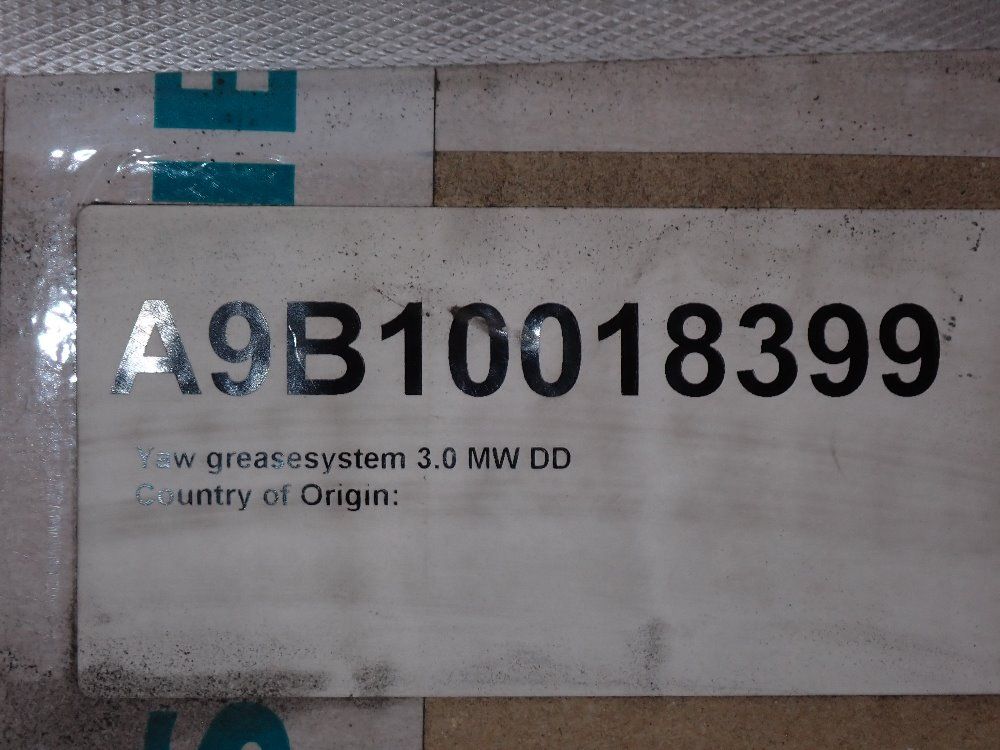 A9B10018399
Yaw greasesystem 3.0 MW DD
Country of Origin: